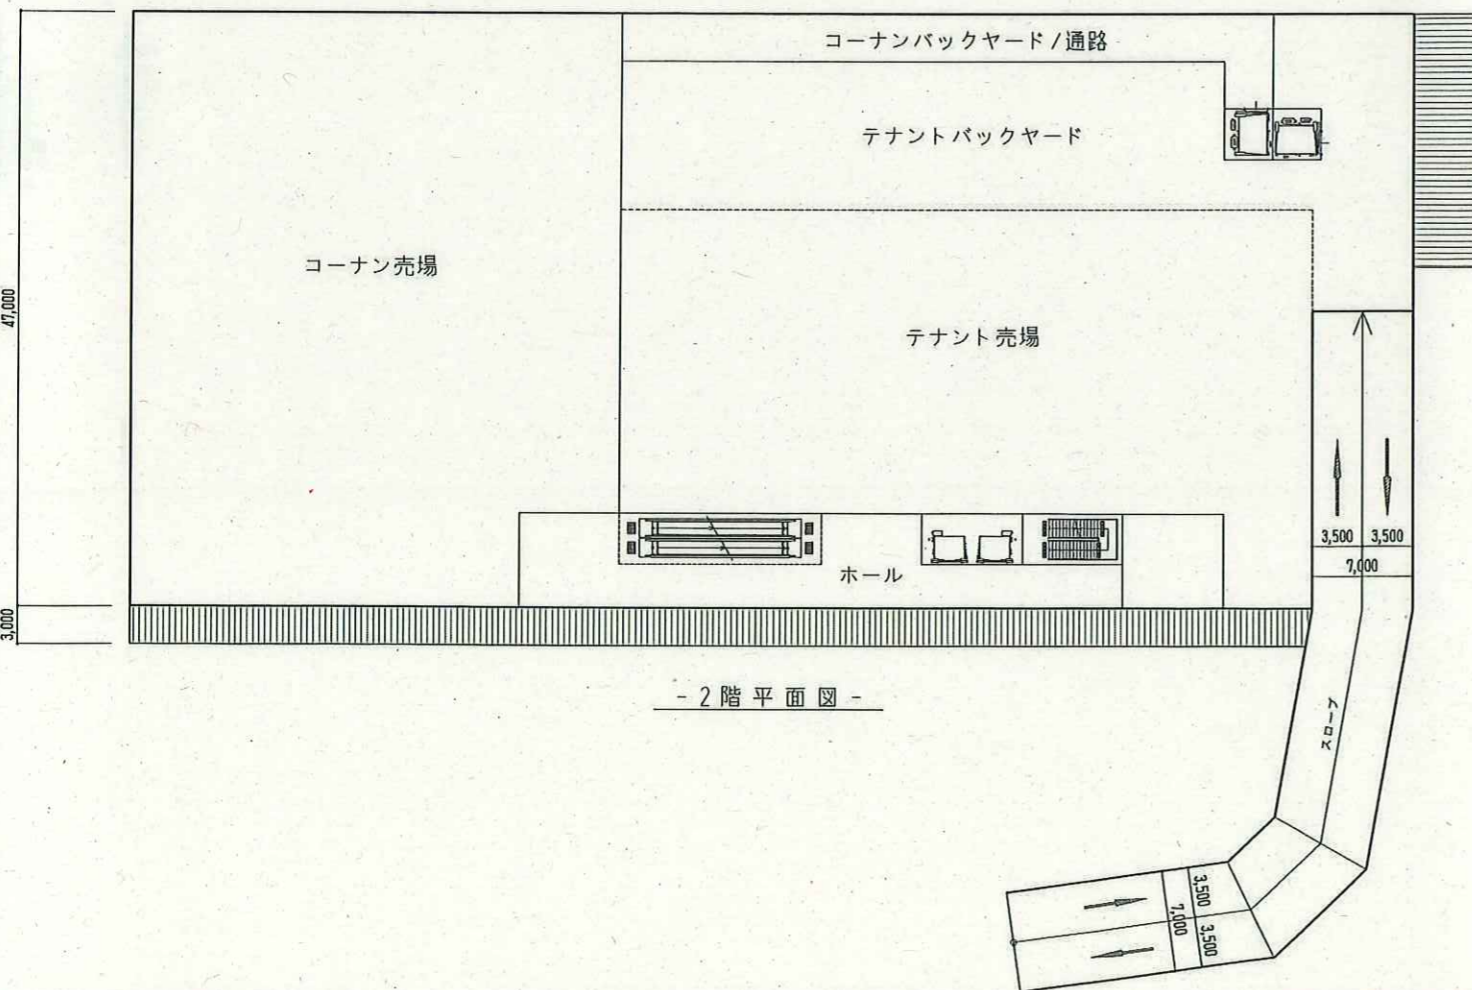 コーナンバックヤード/通路
テナントバックヤード
コーナン売場
テナント売場
47,000
3,500
3,500
7,000
ホール
3,000
-2階平面図-
スロープ
3,500
7,000
3,500